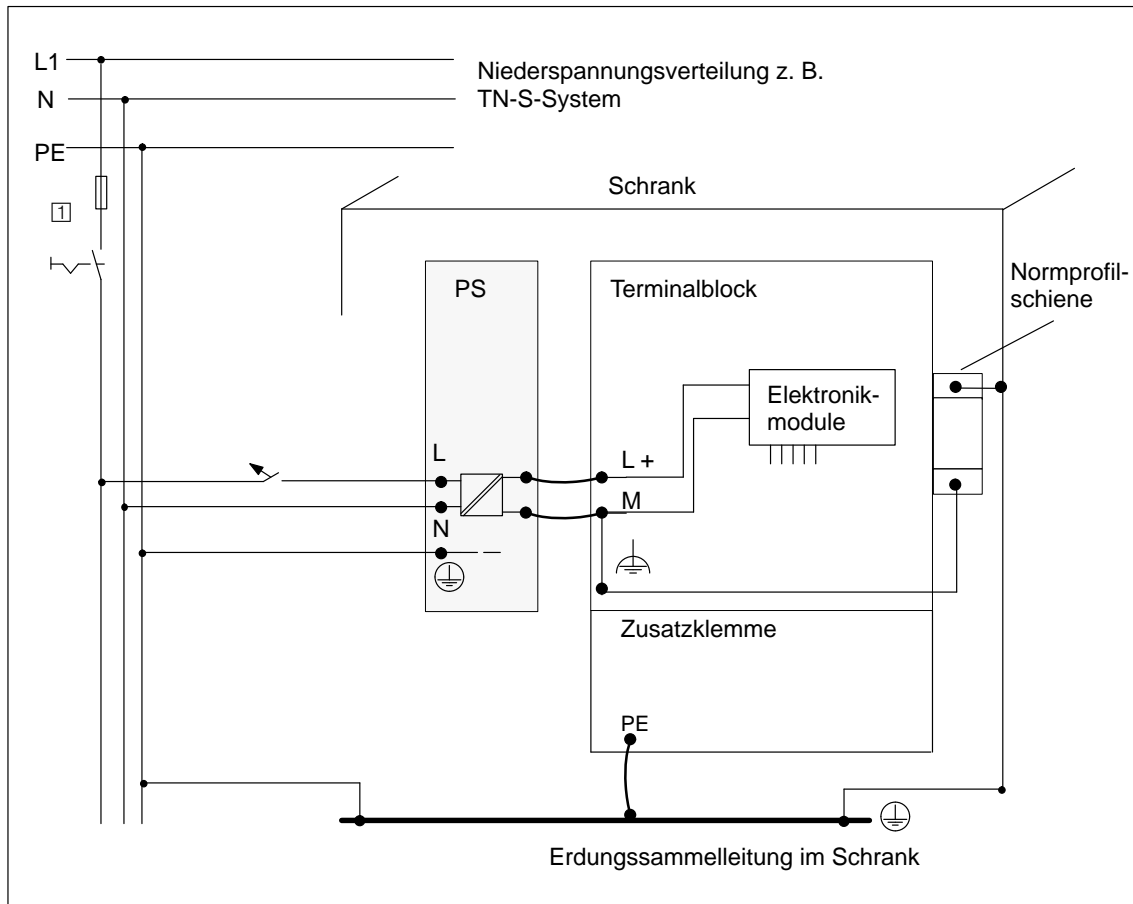 L1
Niederspannungsverteilung z. B.
N
TN-S-System
PE
Schrank
1
Normprofil-
schiene
PS
Terminalblock
Elektronik-
module
L
L +
M
N
Zusatzklemme
PE
Erdungssammelleitung im Schrank